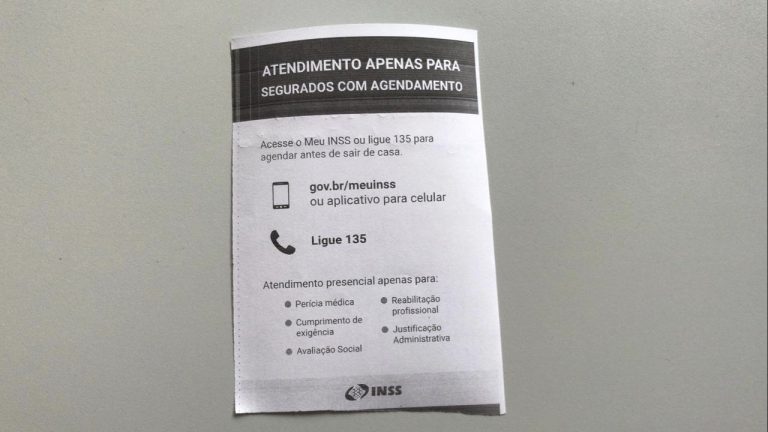 ATENDIMENTO APENAS PARA
SEGURADOS COM AGENDAMENTO
Acesse o Meu INSS ou ligue 135 para
agendar antes de sair de casa.
gov.br/meuinss
ou aplicativo para celular
Ligue 135
Atendimento presencial apenas para:
Perícia médica
Cumprimento de
exigência
Avaliação Social
Reabilitação
profissional
Justificação
Administrativa
INSS